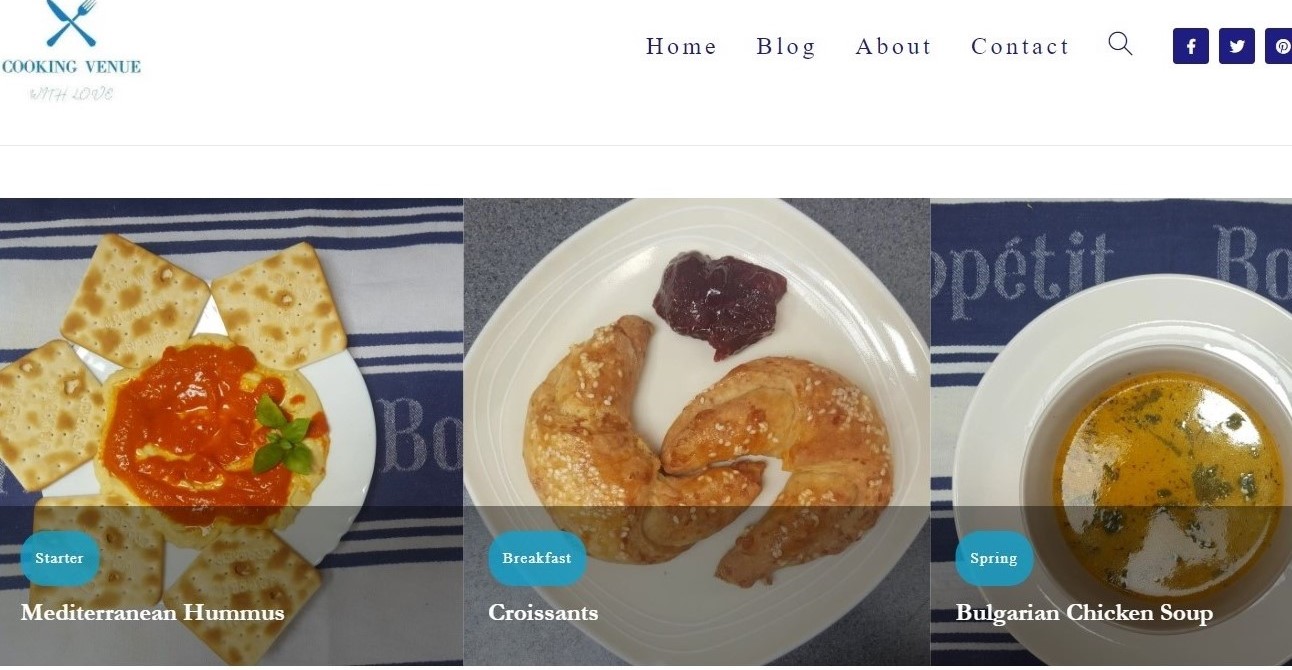 COOKING VENUE
WITH LOVE
Home Blog About Contact
ppétit
Bo
Bo
Starter
Mediterranean Hummus
Breakfast
Croissants
Spring
Bulgarian Chicken Soup